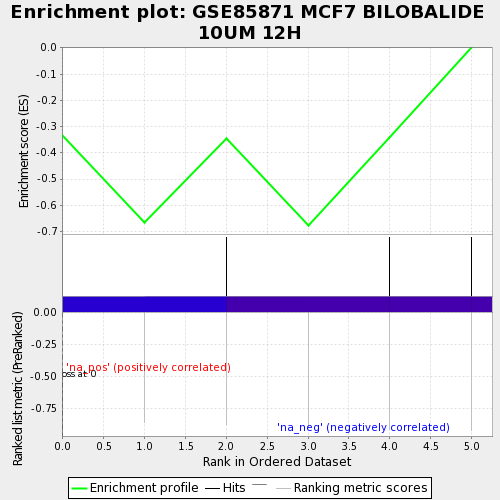 Enrichment plot: GSE85871 MCF7 BILOBALIDE
10UM 12H
Enrichment score (ES)
0.0
-0.1
-0.2
-0.3
-0.4
-0.5
-0.6
-0.7
Ranked list metric (PreRanked)
0.00
-0.25
-0.50
-0.75
'na_pos' (positively correlated)
'na_neg' (negatively correlated)
0.0 0.5 1.0 1.5 2.0 2.5 3.0 3.5 4.0 4.5 5.0
Rank in Ordered Dataset
Enrichment profile Hits Ranking metric scores